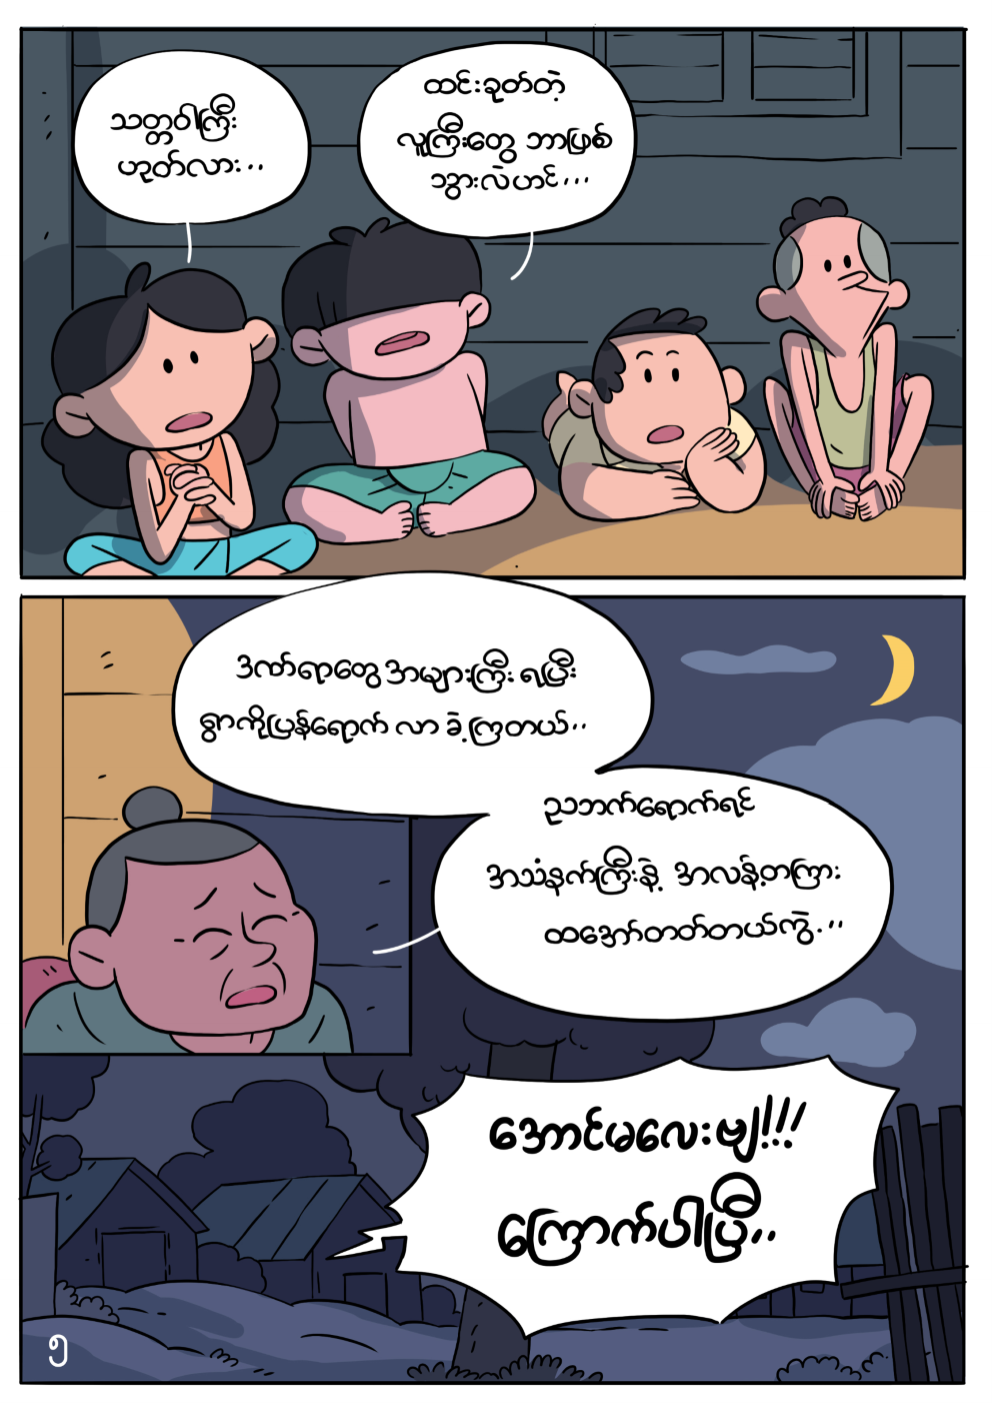 သတ္တဝါကြီး
ဟုတ်လား..
ထင်းခုတ်တဲ့
လူကြီးတွေ ဘာဖြစ်
သွားလဲဟင်...
ဒဏ်ရာတွေ အများကြီး ရပြီး
ရွာကိုပြန်ရောက် လာ ခဲ့ကြတယ်..
ညဘက်ရောက်ရင်
အသံနက်ကြီးနဲ့ အလန့်တကြား
ထအော်တတ်တယ်ကွဲ့...
အောင်မလေးဗျ!!!
ကြောက်ပါပြီ..
၅